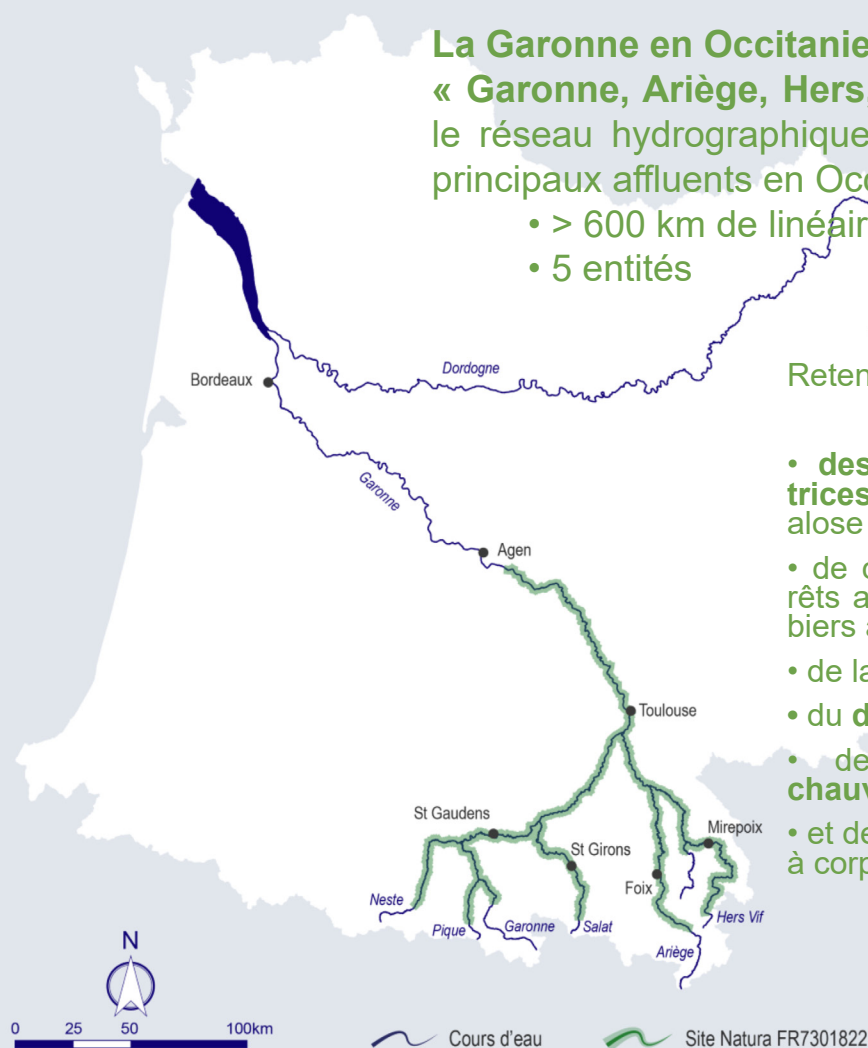 La Garonne en Occitanie
« Garonne, Ariège, Hers
le réseau hydrographique
principaux affluents en Occ
• > 600 km de linéair
• 5 entités
Dordogne
Bordeaux
Reten
Garonne
• des
trices
alose
Agen
• de
rêts a
biers a
• de la
Toulouse
• du d
• de
chauv
St Gaudens
Mirepoix
• et de
à corp
St Girons
Foix
Neste
Pique
Garonne
Salat
Hers Vif
Ariège
N
0 25 50 100km
Cours d'eau
Site Natura FR7301822